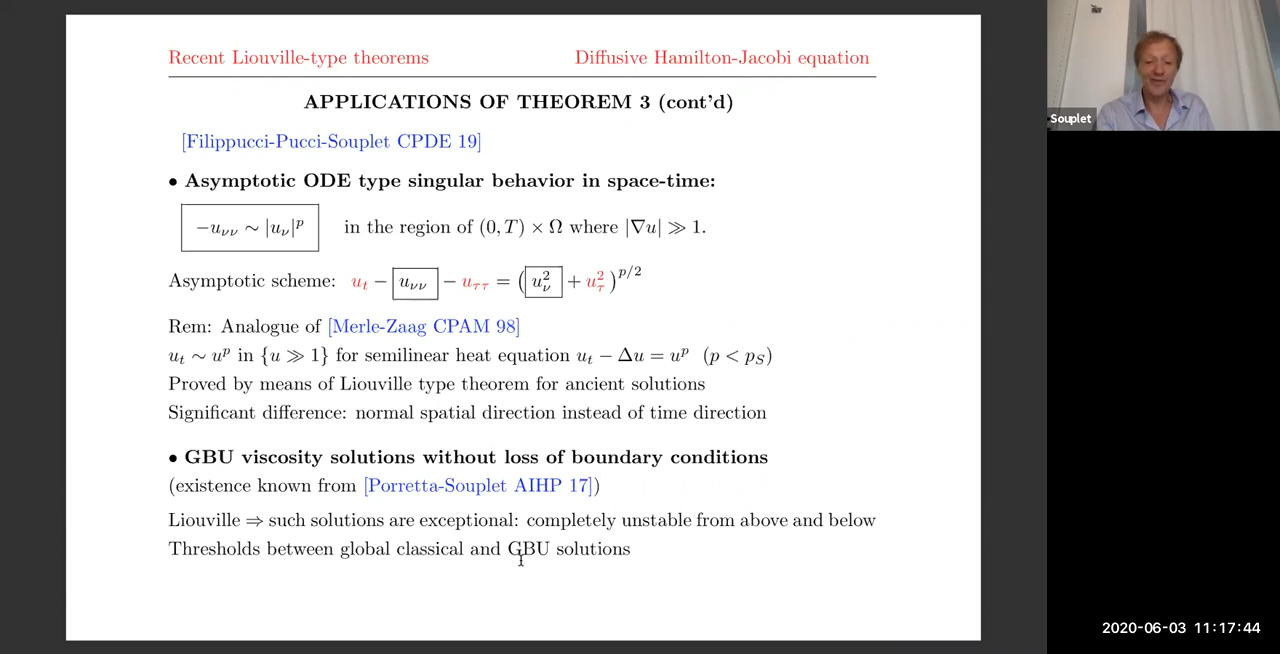 Recent Liouville-type theorems Diffusive Hamilton-Jacobi equation
APPLICATIONS OF THEOREM 3 (cont'd)
[Filippucci-Pucci-Souplet CPDE 19]
• Asymptotic ODE type singular behavior in space-time:
−u_{νν} ∼ |u_ν|^p in the region of (0, T) × Ω where |∇u| ≫ 1.
Asymptotic scheme: u_t − u_{νν} − u_{ττ} = (u_ν^2 + u_τ^2)^{p/2}
Rem: Analogue of [Merle-Zaag CPAM 98]
u_t ∼ u^p in {u ≫ 1} for semilinear heat equation u_t − Δu = u^p (p < p_S)
Proved by means of Liouville type theorem for ancient solutions
Significant difference: normal spatial direction instead of time direction
• GBU viscosity solutions without loss of boundary conditions
(existence known from [Porretta-Souplet AIHP 17])
Liouville ⇒ such solutions are exceptional: completely unstable from above and below
Thresholds between global classical and GBU solutions
Souplet
2020-06-03 11:17:44